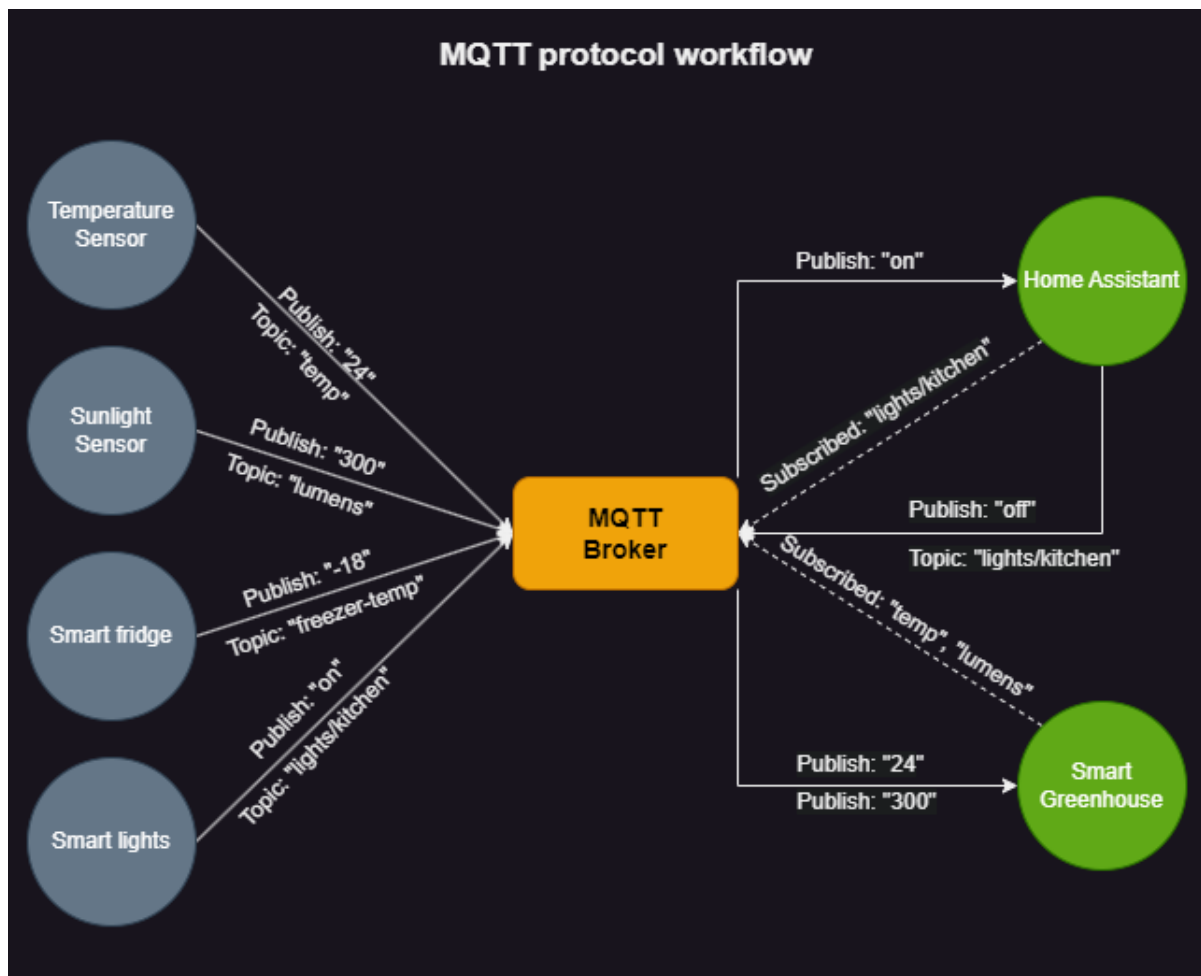 MQTT protocol workflow
Temperature
Sensor
Publish: "24"
Topic: "temp"
Sunlight
Sensor
Publish: "300"
Topic: "lumens"
Smart fridge
Publish: "-18"
Topic: "freezer-temp"
Smart lights
Publish: "on"
Topic: "lights/kitchen"
MQTT
Broker
Publish: "on"
Home Assistant
Subscribed: "lights/kitchen"
Publish: "off"
Topic: "lights/kitchen"
Subscribed: "temp", "lumens"
Publish: "24"
Publish: "300"
Smart
Greenhouse